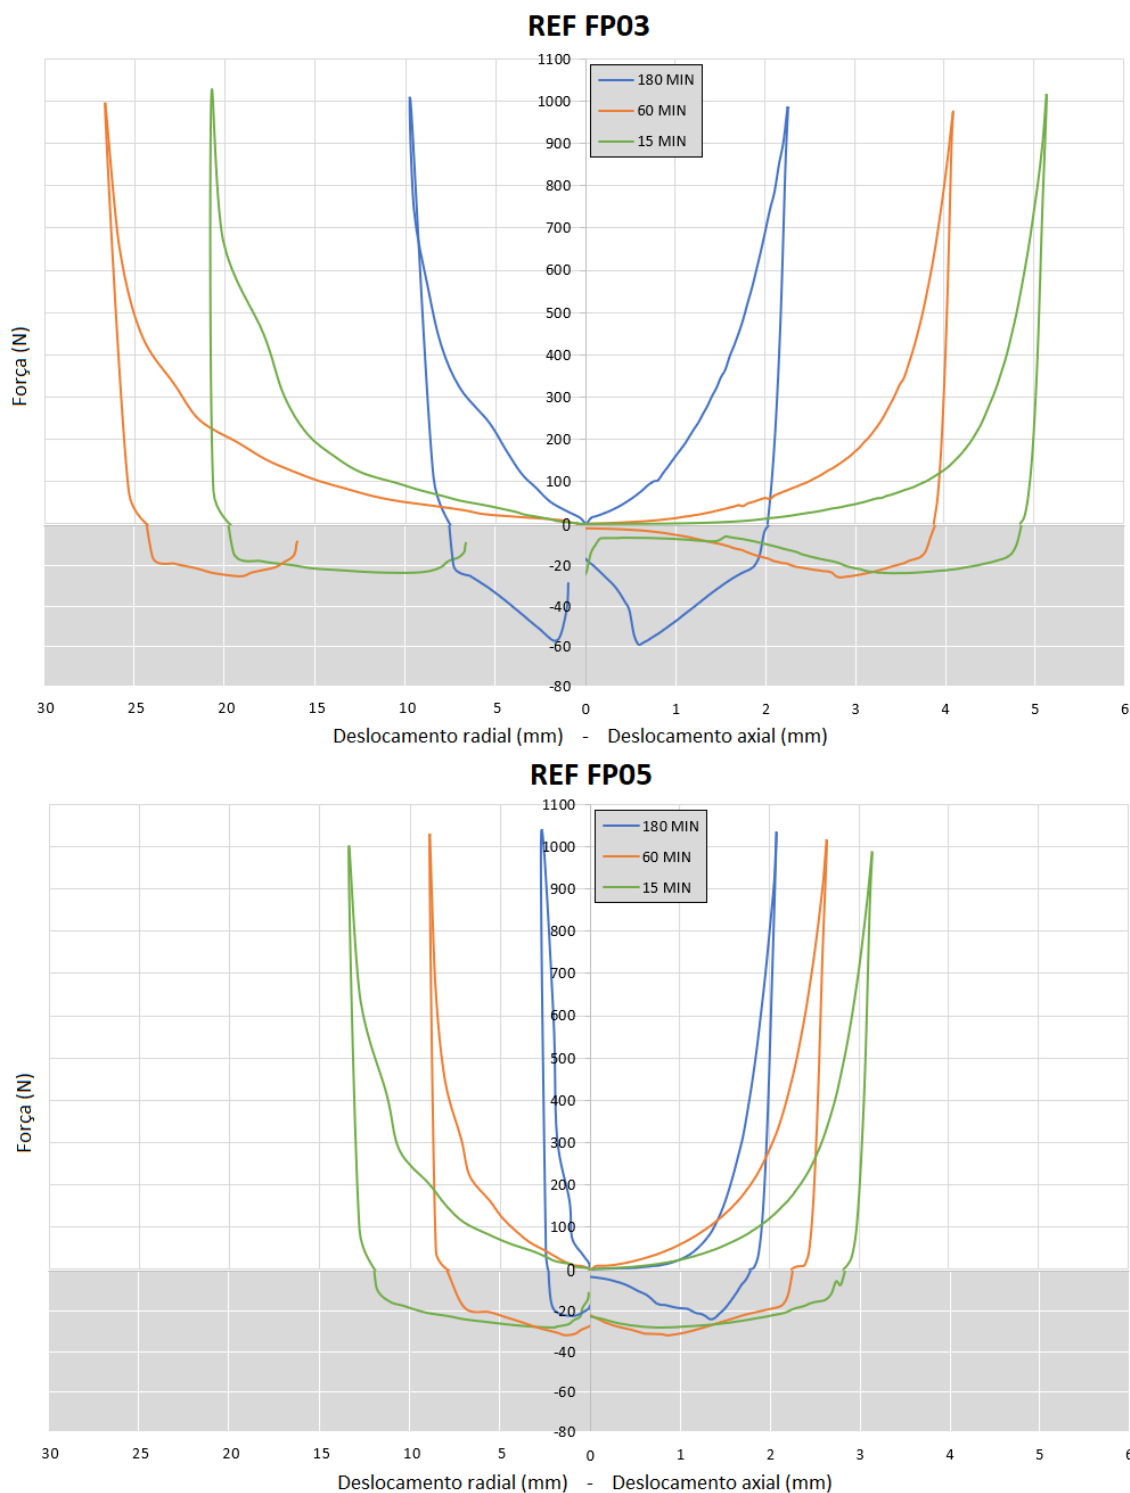 REF FP03
1100
1000
900
800
700
600
500
400
300
200
100
0
-20
-40
-60
-80
180 MIN
60 MIN
15 MIN
Força (N)
30 25 20 15 10 5 0 1 2 3 4 5 6
Deslocamento radial (mm) - Deslocamento axial (mm)
REF FP05
1100
1000
900
800
700
600
500
400
300
200
100
0
-20
-40
-60
-80
180 MIN
60 MIN
15 MIN
Força (N)
30 25 20 15 10 5 0 1 2 3 4 5 6
Deslocamento radial (mm) - Deslocamento axial (mm)